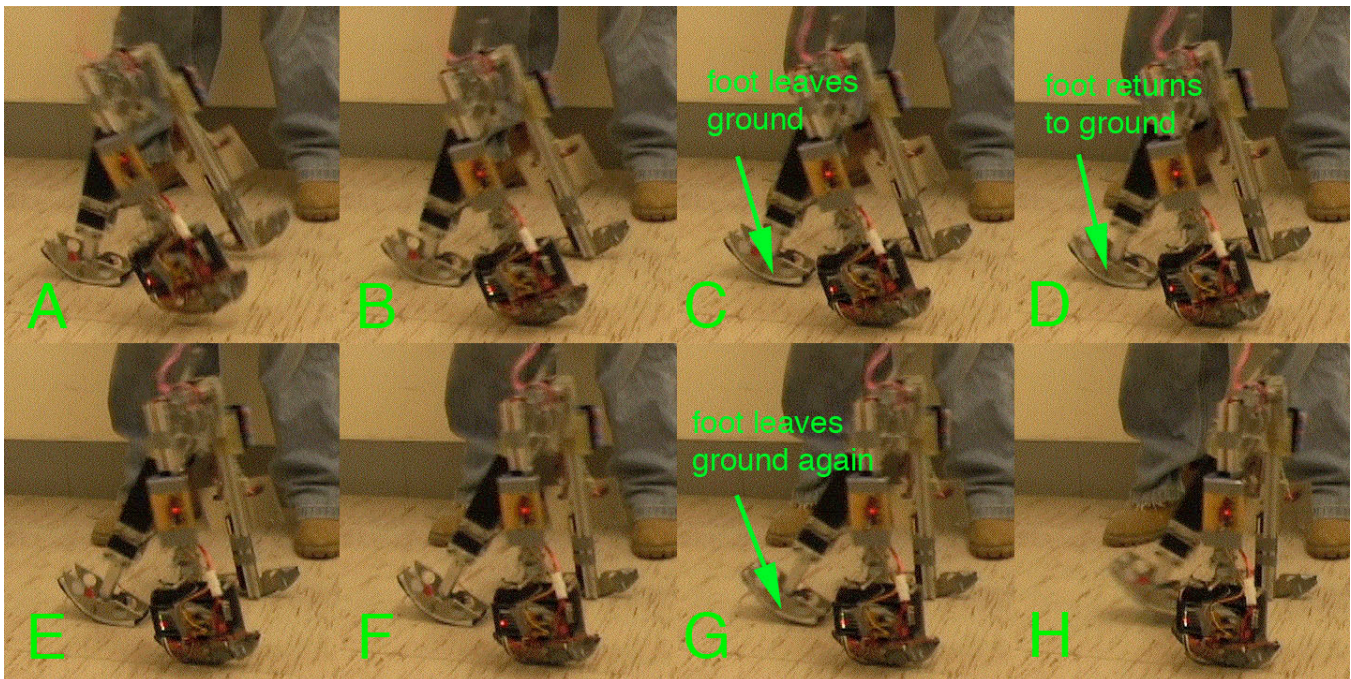 foot leaves
ground
foot returns
to ground
A
B
C
D
foot leaves
ground again
E
F
G
H